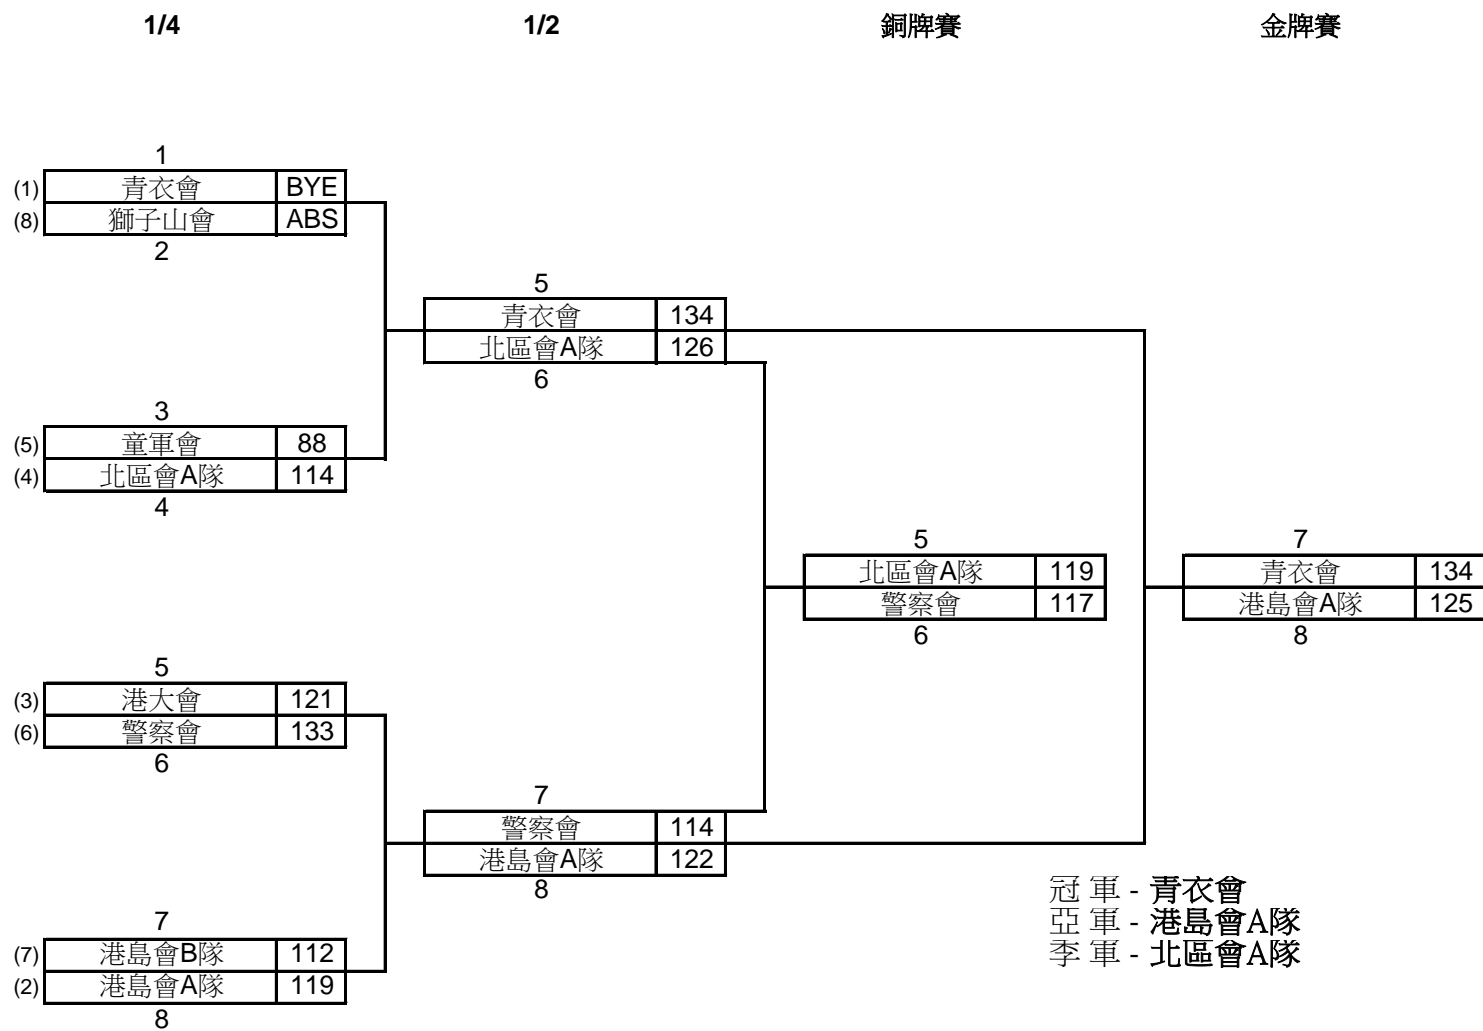 1/4 1/2 銅牌賽 金牌賽
1
(1) 青衣會 BYE
(8) 獅子山會 ABS
2
5
青衣會 134
北區會A隊 126
6
3
(5) 童軍會 88
(4) 北區會A隊 114
4
5
北區會A隊 119
警察會 117
6
7
青衣會 134
港島會A隊 125
8
5
(3) 港大會 121
(6) 警察會 133
6
7
警察會 114
港島會A隊 122
8
7
(7) 港島會B隊 112
(2) 港島會A隊 119
8
冠 軍 - 青衣會
亞 軍 - 港島會A隊
季 軍 - 北區會A隊